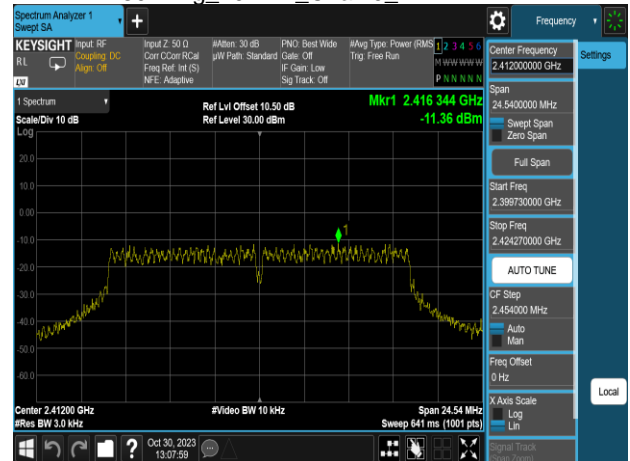 Spectrum Analyzer 1
Swept SA
Frequency
KEYSIGHT
RL
Input: RF
Coupling: DC
Align: Off
Input Z: 50 Ω
Corr CCorr RCal
Freq Ref: Int (S)
NFE: Adaptive
#Atten: 30 dB
µW Path: Standard
PNO: Best Wide
Gate: Off
IF Gain: Low
Sig Track: Off
#Avg Type: Power (RMS
Trig: Free Run
1 2 3 4 5 6
M W W W W W
P N N N N N
LXI
1 Spectrum
Scale/Div 10 dB
Log
Ref Lvl Offset 10.50 dB
Ref Level 30.00 dBm
Mkr1 2.416 344 GHz
-11.36 dBm
20.0
10.0
0.00
-10.0
-20.0
-30.0
-40.0
-50.0
-60.0
1
Center 2.41200 GHz
#Res BW 3.0 kHz
#Video BW 10 kHz
Span 24.54 MHz
Sweep 641 ms (1001 pts)
Center Frequency
2.412000000 GHz
Settings
Span
24.5400000 MHz
Swept Span
Zero Span
Full Span
Start Freq
2.399730000 GHz
Stop Freq
2.424270000 GHz
AUTO TUNE
CF Step
2.454000 MHz
Auto
Man
Freq Offset
0 Hz
X Axis Scale
Log
Lin
Signal Track
(Span Zoom)
Local
?
Oct 30, 2023
13:07:59